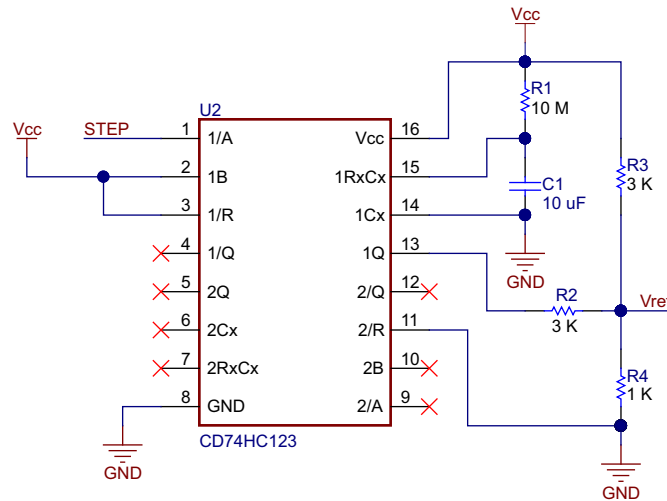 Vcc
U2
R1
10 M
Vcc
STEP
1
1/A
Vcc
16
2
1B
1RxCx
15
R3
3 K
C1
10 uF
3
1/R
1Cx
14
4
1/Q
1Q
13
GND
5
2Q
2/Q
12
R2
3 K
Vre
6
2Cx
2/R
11
7
2RxCx
2B
10
R4
1 K
8
GND
2/A
9
CD74HC123
GND
GND